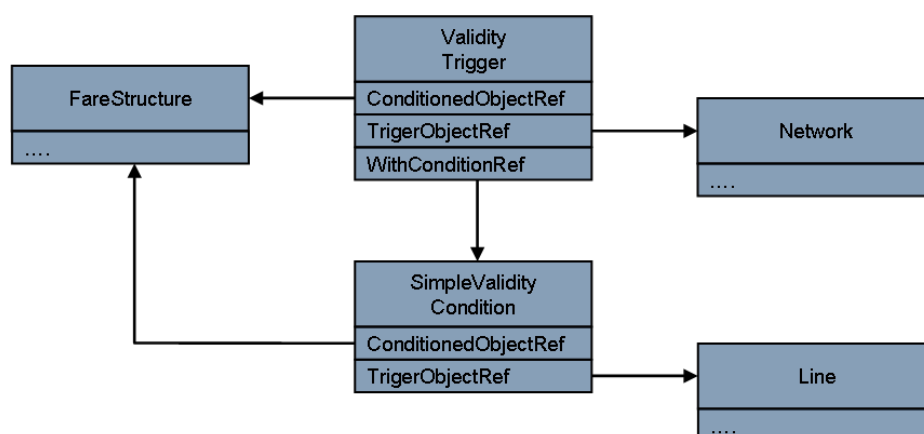 Validity
Trigger
ConditionedObjectRef
TrigerObjectRef
WithConditionRef
FareStructure
....
Network
....
SimpleValidity
Condition
ConditionedObjectRef
TrigerObjectRef
Line
....